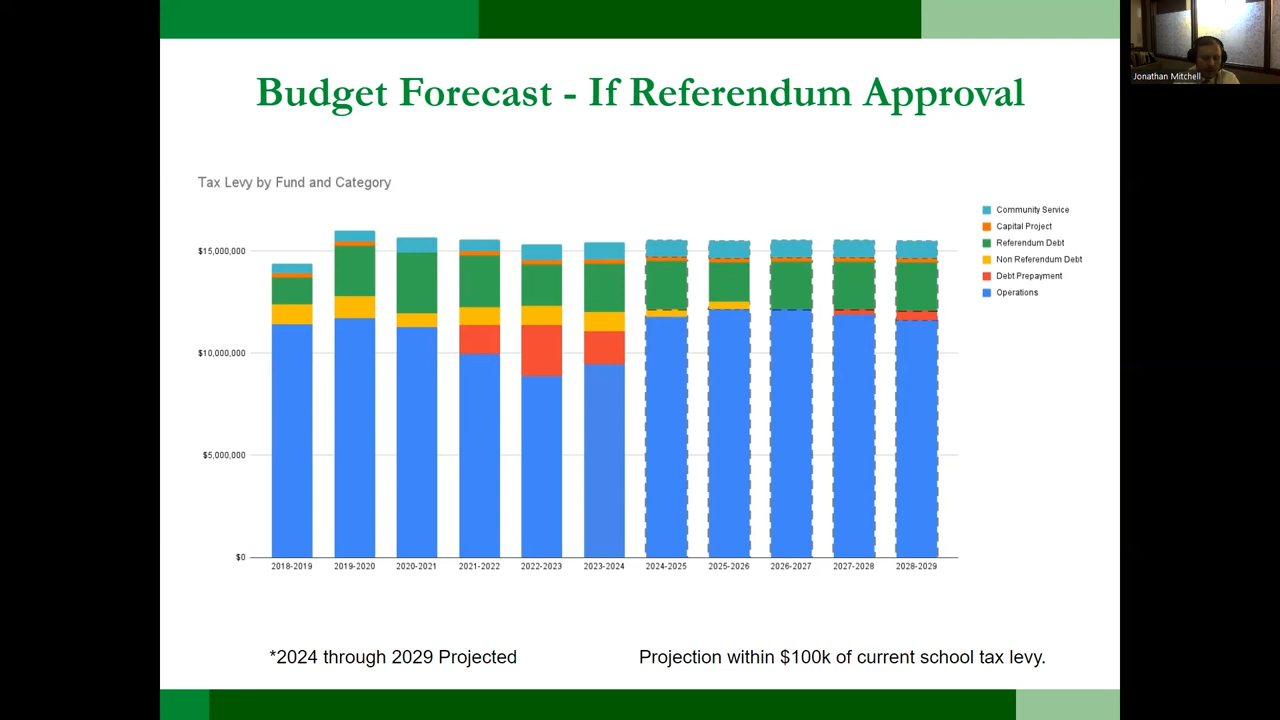 Budget Forecast - If Referendum Approval
Jonathan Mitchell
Tax Levy by Fund and Category
Community Service
Capital Project
Referendum Debt
Non Referendum Debt
Debt Prepayment
Operations
$15,000,000
$10,000,000
$5,000,000
$0
2018-2019 2019-2020 2020-2021 2021-2022 2022-2023 2023-2024 2024-2025 2025-2026 2026-2027 2027-2028 2028-2029
*2024 through 2029 Projected
Projection within $100k of current school tax levy.